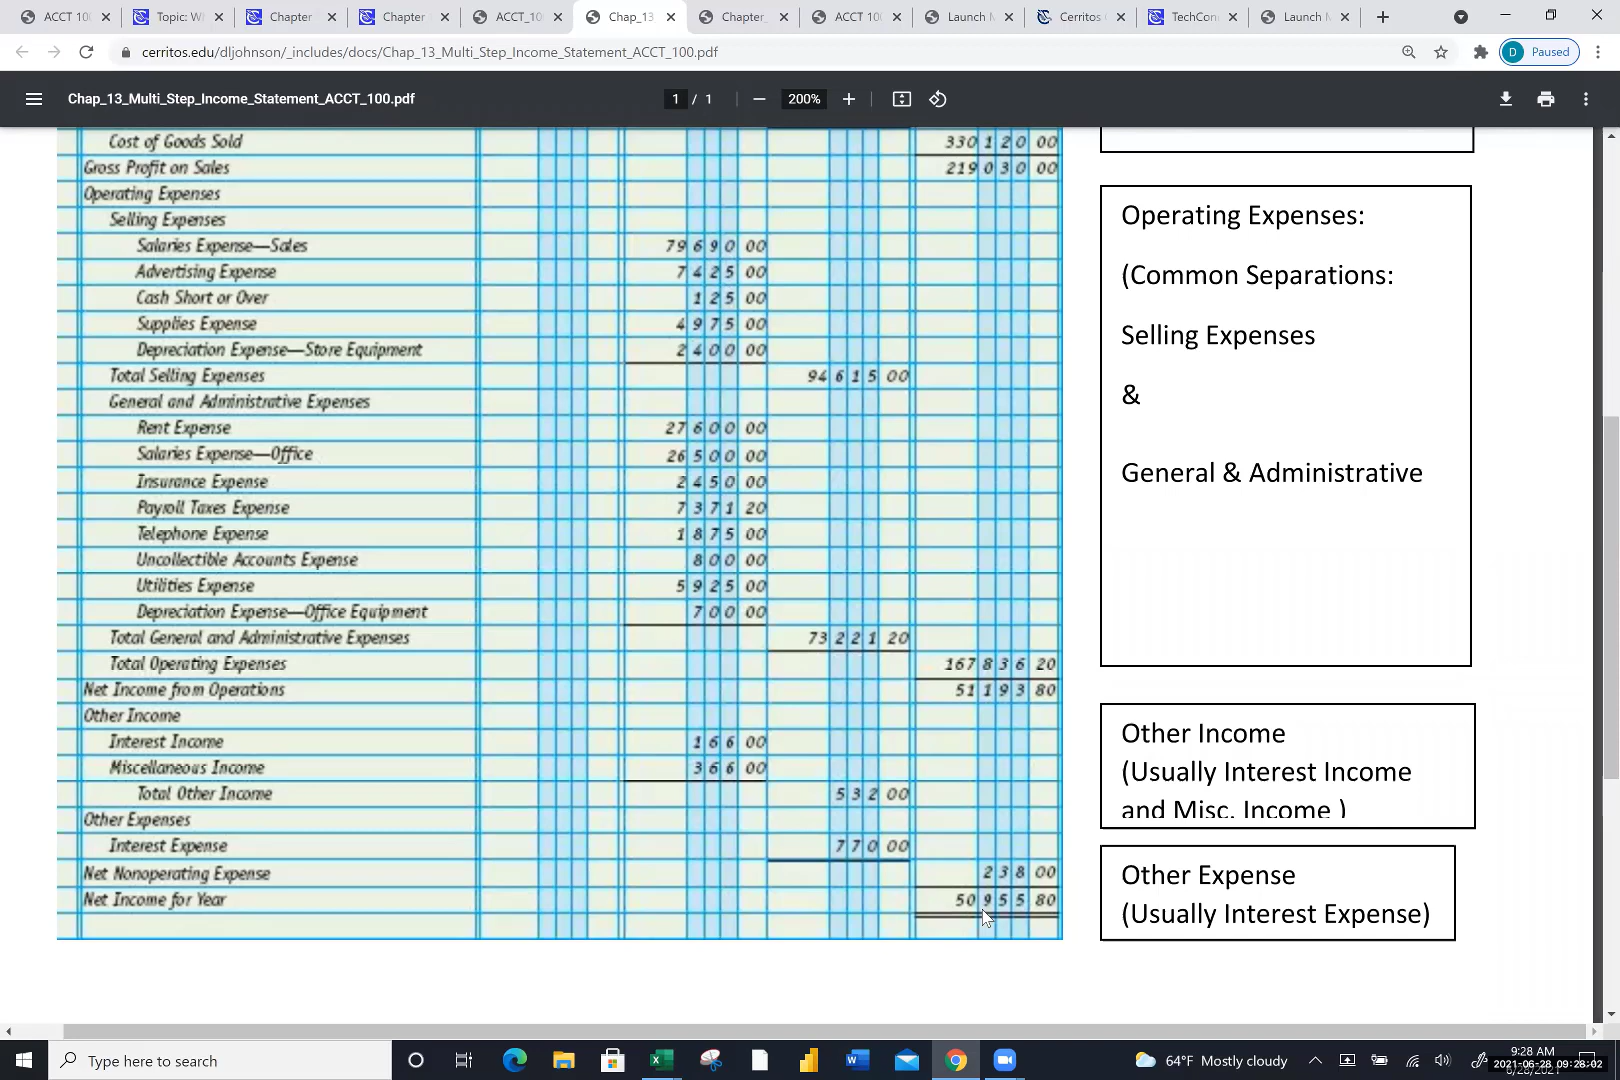 ACCT 10
Topic: W
Chapter
Chapter
ACCT_10
Chap_13
Chapter_
ACCT 10
Launch M
Cerritos
TechCon
Launch M
cerritos.edu/dljohnson/_includes/docs/Chap_13_Multi_Step_Income_Statement_ACCT_100.pdf
D Paused
Chap_13_Multi_Step_Income_Statement_ACCT_100.pdf
1 / 1
200%
Cost of Goods Sold 330 1 2 0 00
Gross Profit on Sales 219 0 3 0 00
Operating Expenses
Selling Expenses
Salaries Expense—Sales 79 6 9 0 00
Advertising Expense 7 4 2 5 00
Cash Short or Over 1 2 5 00
Supplies Expense 4 9 7 5 00
Depreciation Expense—Store Equipment 2 4 0 0 00
Total Selling Expenses 94 6 1 5 00
General and Administrative Expenses
Rent Expense 27 6 0 0 00
Salaries Expense—Office 26 5 0 0 00
Insurance Expense 2 4 5 0 00
Payroll Taxes Expense 7 3 7 1 20
Telephone Expense 1 8 7 5 00
Uncollectible Accounts Expense 8 0 0 00
Utilities Expense 5 9 2 5 00
Depreciation Expense—Office Equipment 7 0 0 00
Total General and Administrative Expenses 73 2 2 1 20
Total Operating Expenses 167 8 3 6 20
Net Income from Operations 51 1 9 3 80
Other Income
Interest Income 1 6 6 00
Miscellaneous Income 3 6 6 00
Total Other Income 5 3 2 00
Other Expenses
Interest Expense 7 7 0 00
Net Nonoperating Expense 2 3 8 00
Net Income for Year 50 9 5 5 80
Operating Expenses:
(Common Separations:
Selling Expenses
&
General & Administrative
Other Income
(Usually Interest Income
and Misc. Income )
Other Expense
(Usually Interest Expense)
Type here to search
64°F Mostly cloudy
9:28 AM
2021-06-28 09:28:02